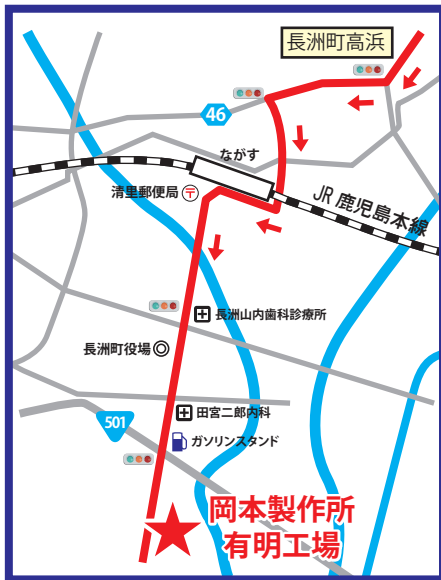 長洲町高浜
46
ながす
清里郵便局
JR 鹿児島本線
長洲山内歯科診療所
長洲町役場
田宮二郎内科
501
ガソリンスタンド
岡本製作所
有明工場